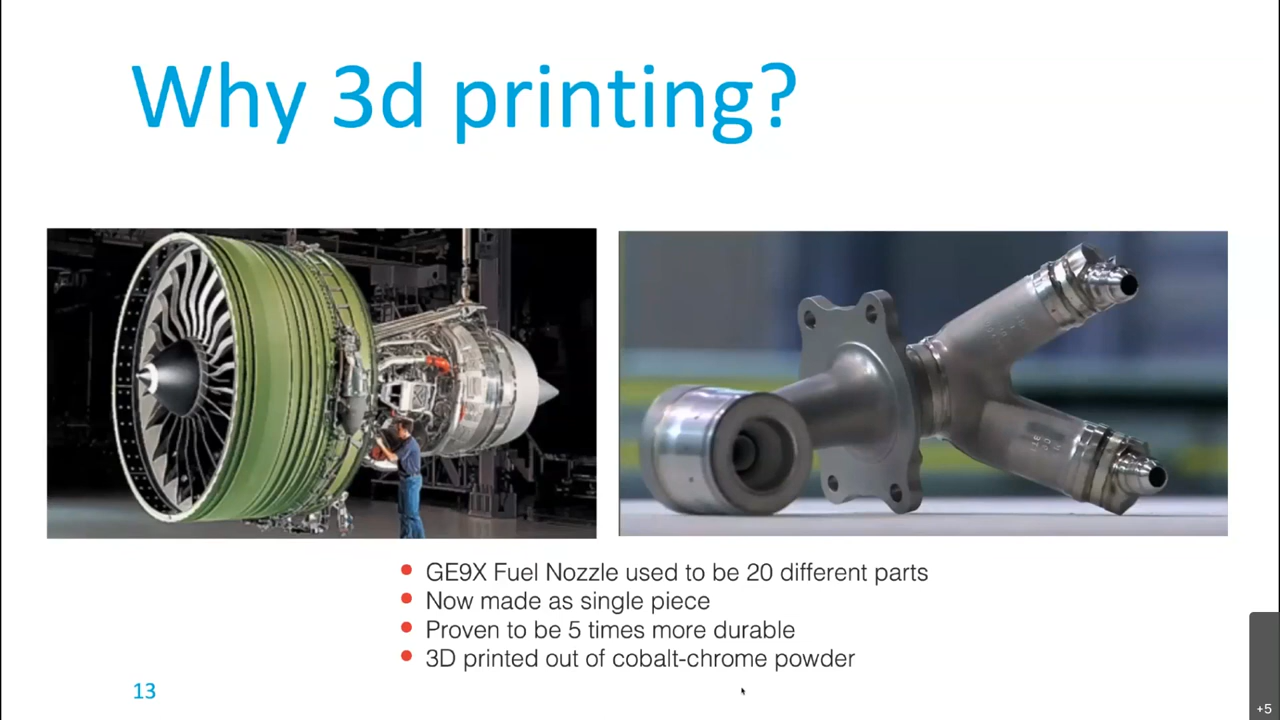 Why 3d printing?
GE9X Fuel Nozzle used to be 20 different parts
Now made as single piece
Proven to be 5 times more durable
3D printed out of cobalt-chrome powder
13
+5